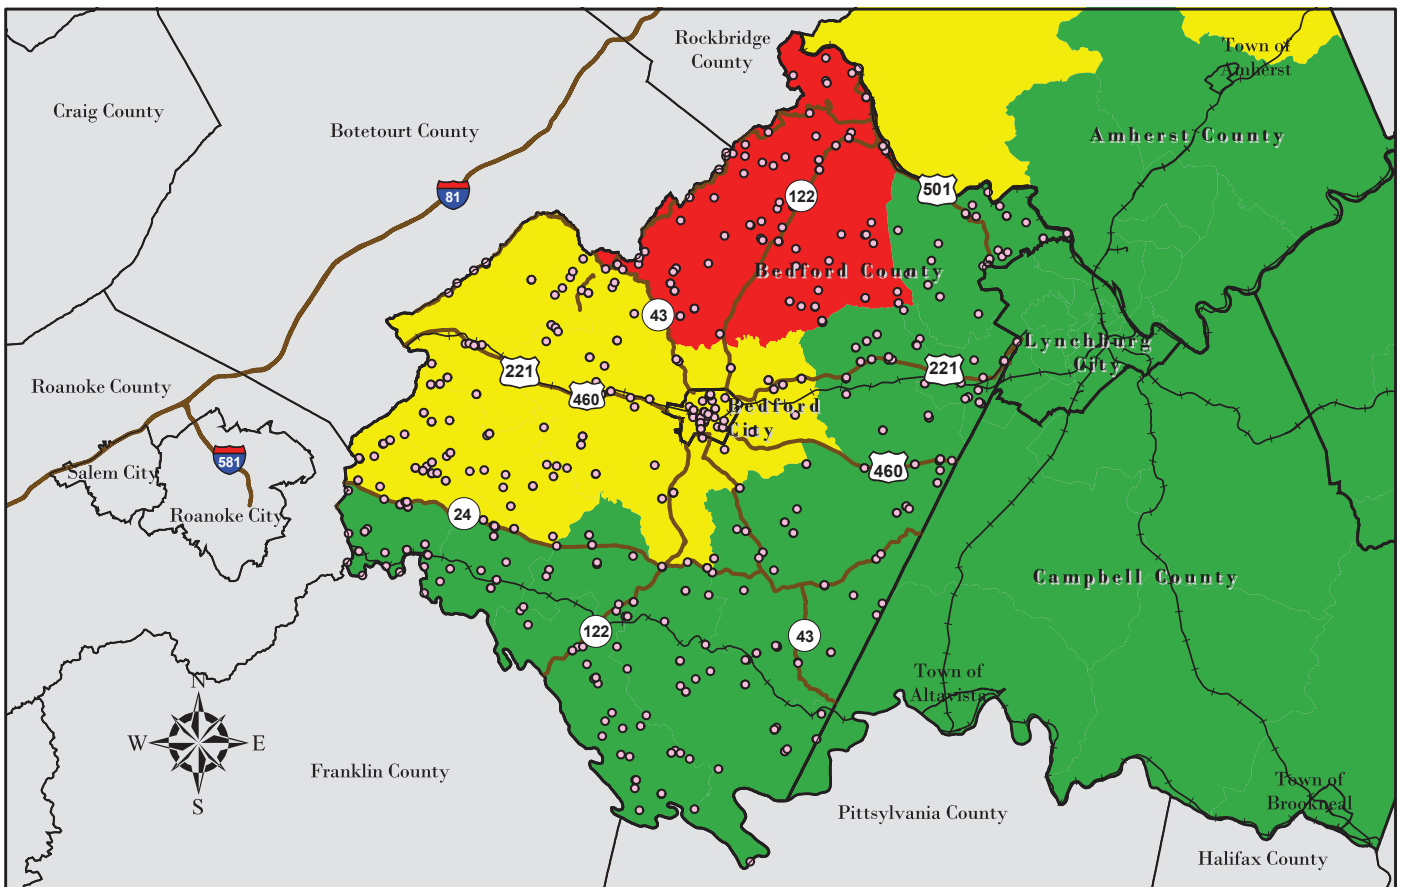 Rockbridge
County
Town of
Amherst
Craig County
Botetourt County
Amherst County
81
122
501
Bedford County
43
Lynchburg
City
221
221
Roanoke County
460
Bedford
City
581
460
Salem City
24
Roanoke City
Campbell County
122
43
Town of
Altavista
N
W
E
S
Franklin County
Town of
Brookneal
Pittsylvania County
Halifax County